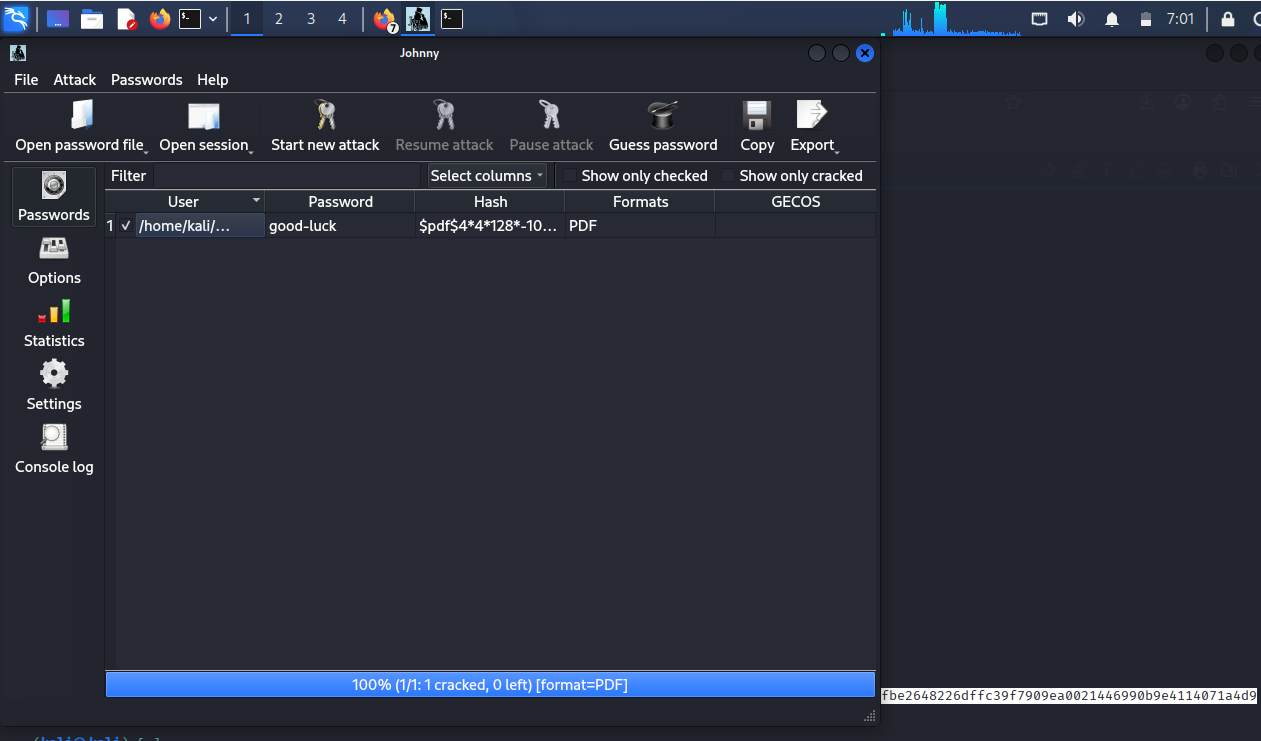 1 2 3 4 7 7:01
Johnny
File Attack Passwords Help
Open password file Open session Start new attack Resume attack Pause attack Guess password Copy Export
Passwords
Options
Statistics
Settings
Console log
Filter Select columns Show only checked Show only cracked
User Password Hash Formats GECOS
1 /home/kali/... good-luck $pdf$4*4*128*-10... PDF
100% (1/1: 1 cracked, 0 left) [format=PDF]
fbe2648226dffc39f7909ea0021446990b9e4114071a4d9